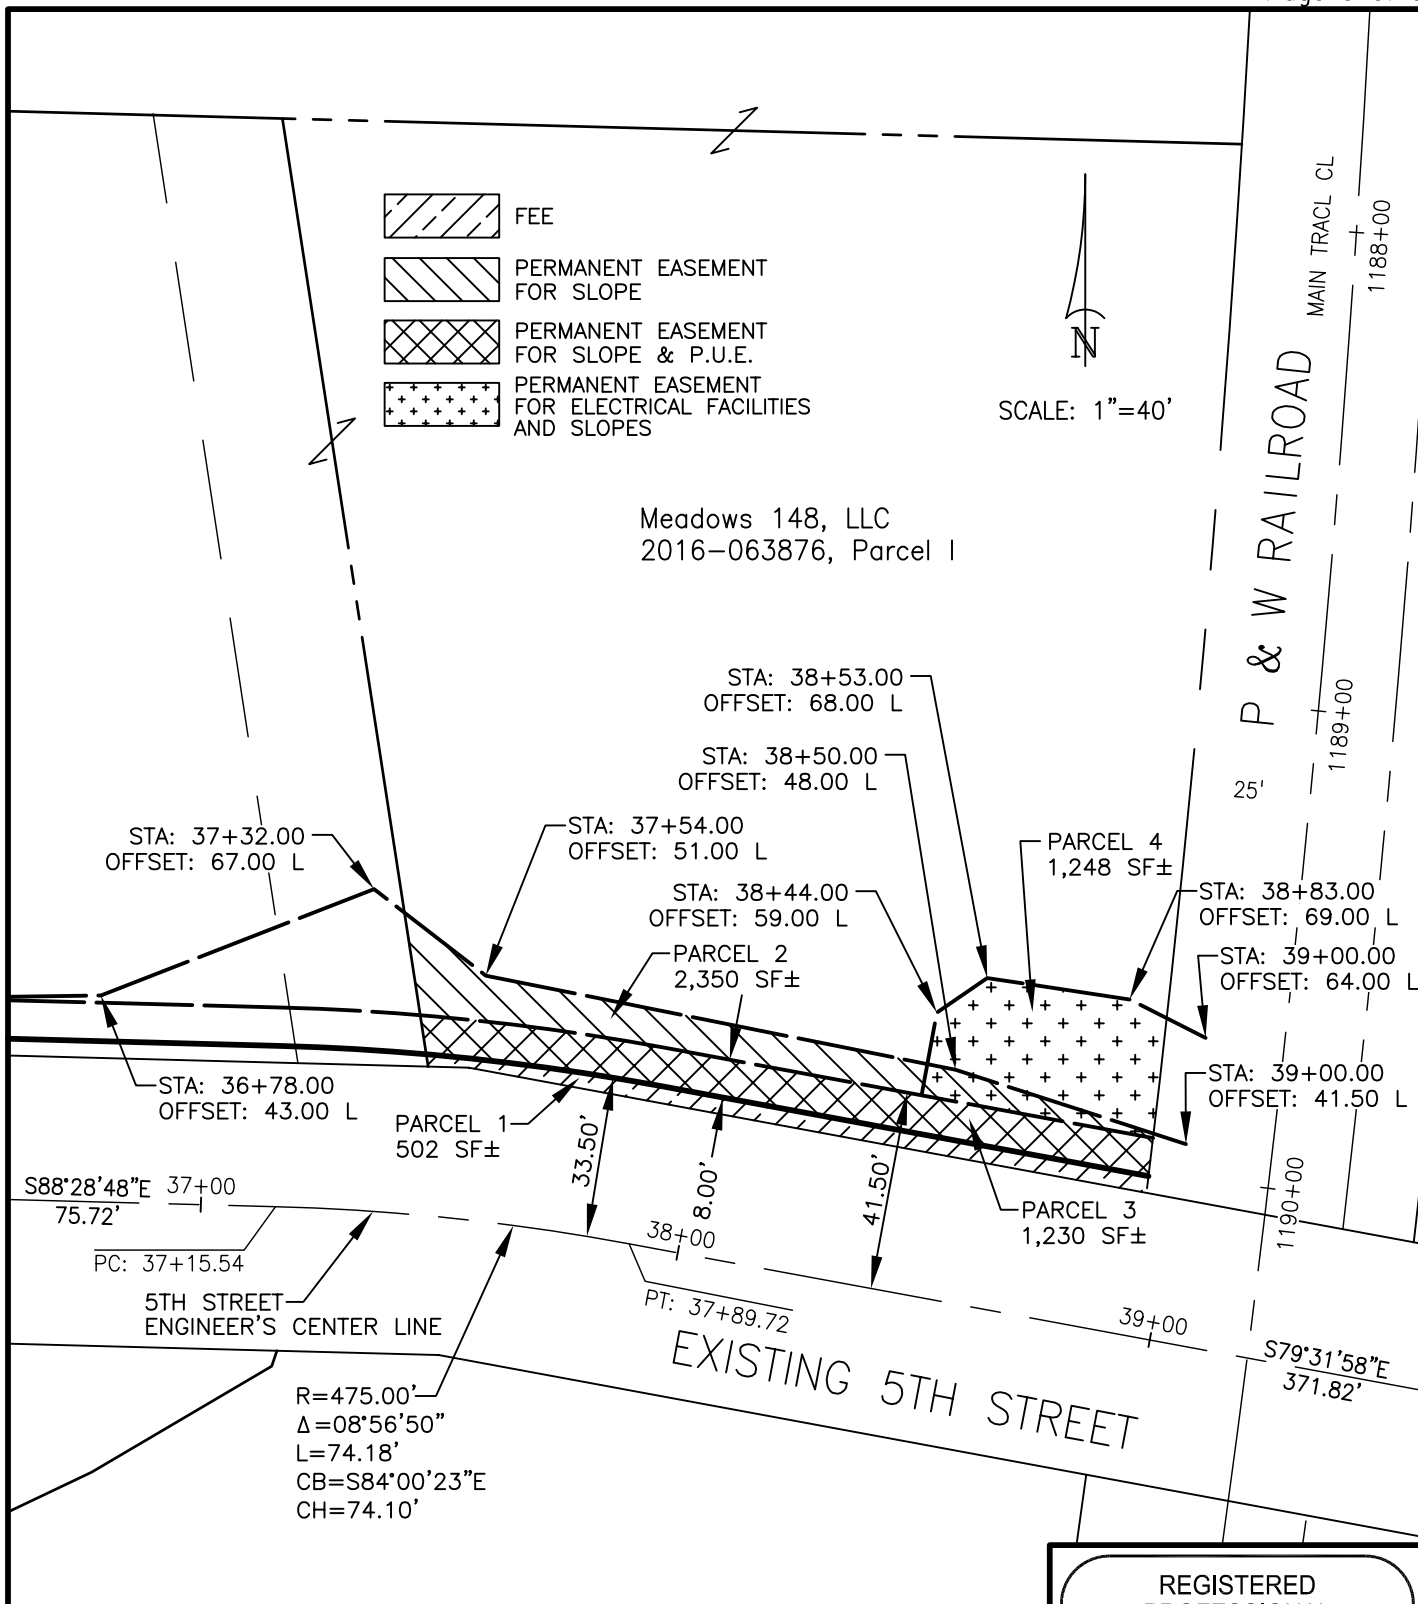 FEE
PERMANENT EASEMENT
FOR SLOPE
PERMANENT EASEMENT
FOR SLOPE & P.U.E.
PERMANENT EASEMENT
FOR ELECTRICAL FACILITIES
AND SLOPES
N
SCALE: 1"=40'
MAIN TRACL CL
1188+00
P & W RAILROAD
1189+00
25'
Meadows 148, LLC
2016-063876, Parcel I
STA: 38+53.00
OFFSET: 68.00 L
STA: 38+50.00
OFFSET: 48.00 L
STA: 37+32.00
OFFSET: 67.00 L
STA: 37+54.00
OFFSET: 51.00 L
PARCEL 4
1,248 SF±
STA: 38+44.00
OFFSET: 59.00 L
STA: 38+83.00
OFFSET: 69.00 L
PARCEL 2
2,350 SF±
STA: 39+00.00
OFFSET: 64.00 L
STA: 36+78.00
OFFSET: 43.00 L
STA: 39+00.00
OFFSET: 41.50 L
PARCEL 1
502 SF±
33.50'
8.00'
41.50'
PARCEL 3
1,230 SF±
1190+00
S88°28'48"E
75.72'
37+00
38+00
39+00
PC: 37+15.54
PT: 37+89.72
5TH STREET
ENGINEER'S CENTER LINE
EXISTING 5TH STREET
S79°31'58"E
371.82'
R=475.00'
Δ=08°56'50"
L=74.18'
CB=S84°00'23"E
CH=74.10'
REGISTERED